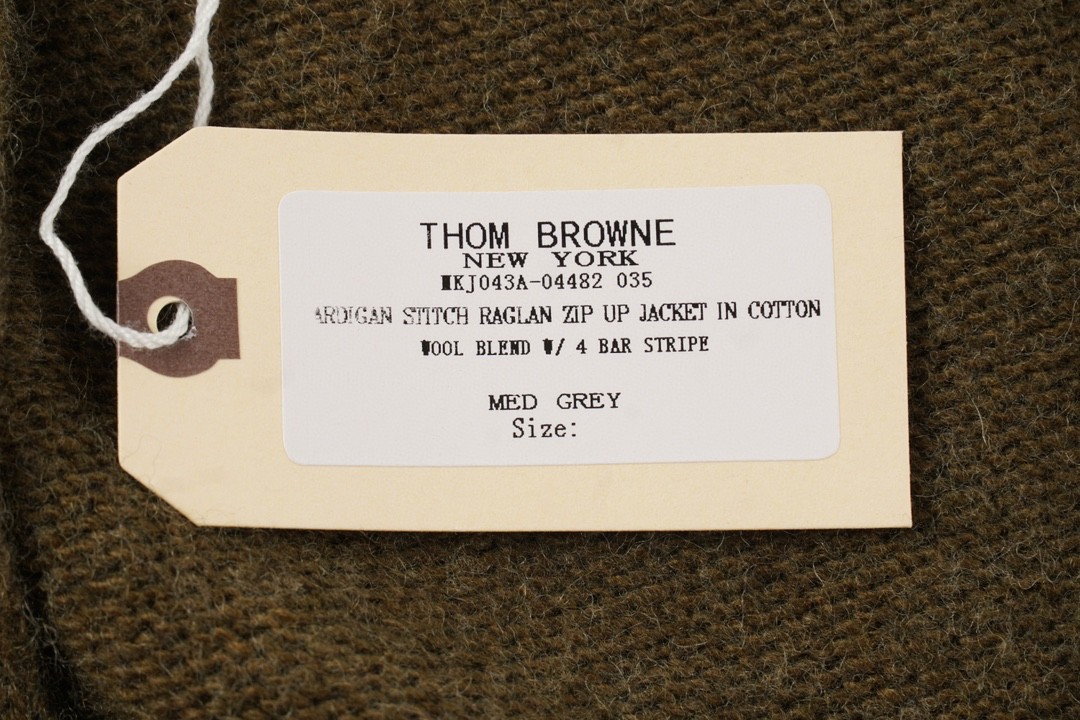 THOM BROWNE
NEW YORK
MKJ043A-04482 035
ARDIGAN STITCH RAGLAN ZIP UP JACKET IN COTTON
WOOL BLEND W/ 4 BAR STRIPE
MED GREY
Size: